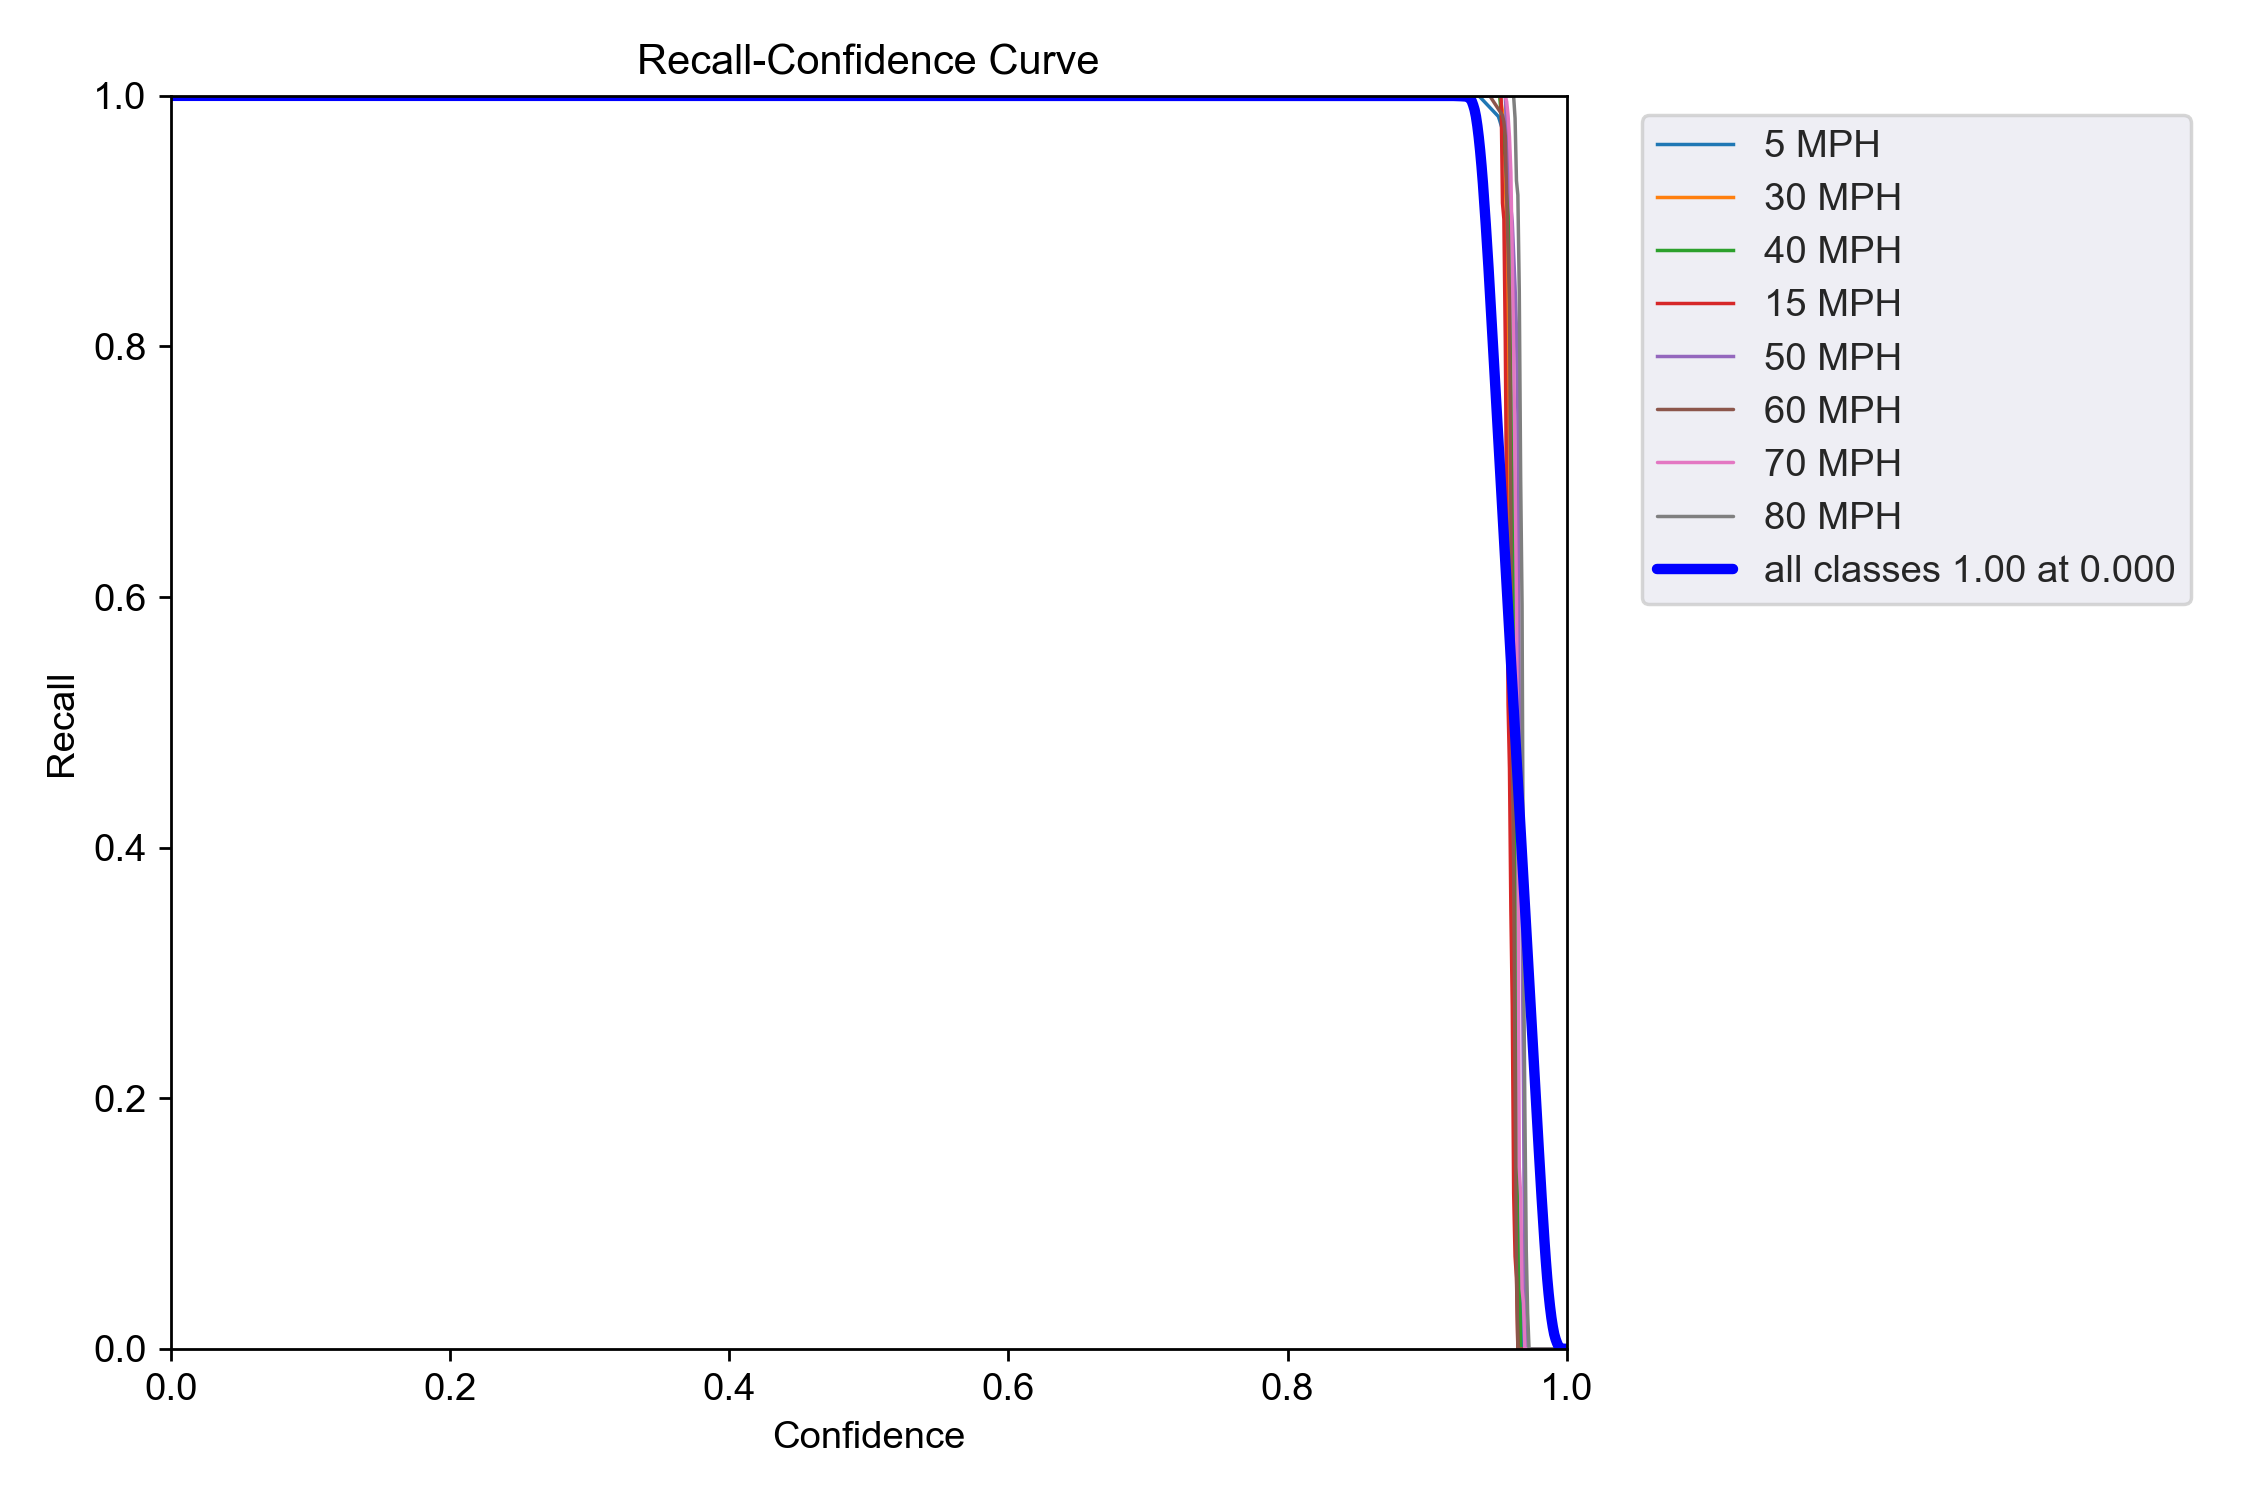 Recall-Confidence Curve
1.0
0.8
0.6
0.4
0.2
0.0
Recall
0.0 0.2 0.4 0.6 0.8 1.0
Confidence
5 MPH
30 MPH
40 MPH
15 MPH
50 MPH
60 MPH
70 MPH
80 MPH
all classes 1.00 at 0.000